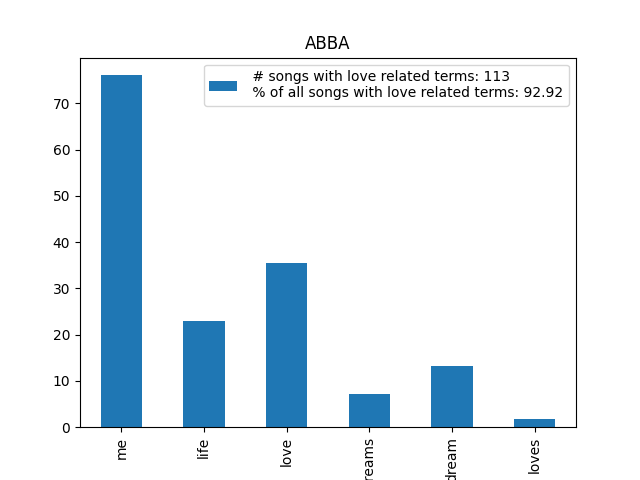 ABBA
# songs with love related terms: 113
% of all songs with love related terms: 92.92
70
60
50
40
30
20
10
0
me
life
love
reams
dream
loves